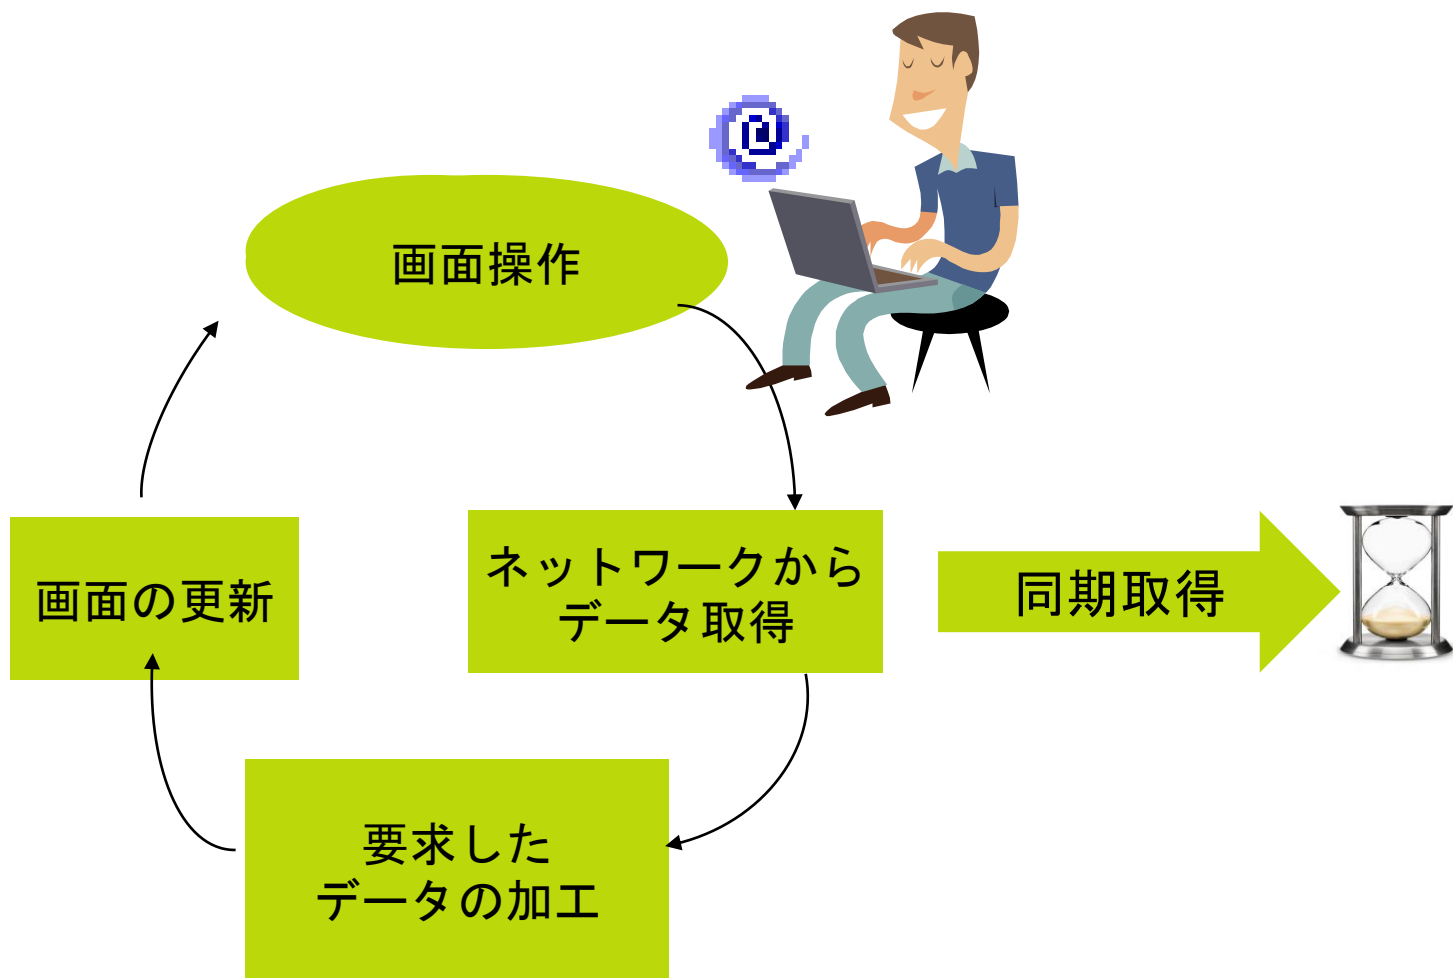 画面操作
ネットワークから
データ取得
同期取得
画面の更新
要求した
データの加工